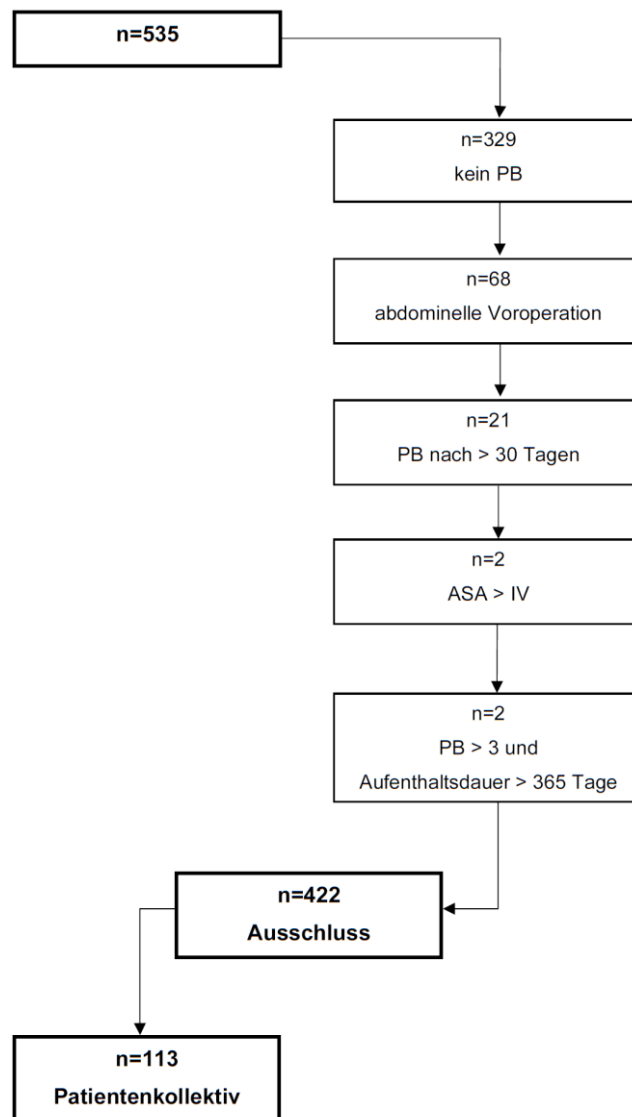 n=535
n=329
kein PB
n=68
abdominelle Voroperation
n=21
PB nach > 30 Tagen
n=2
ASA > IV
n=2
PB > 3 und
Aufenthaltsdauer > 365 Tage
n=422
Ausschluss
n=113
Patientenkollektiv